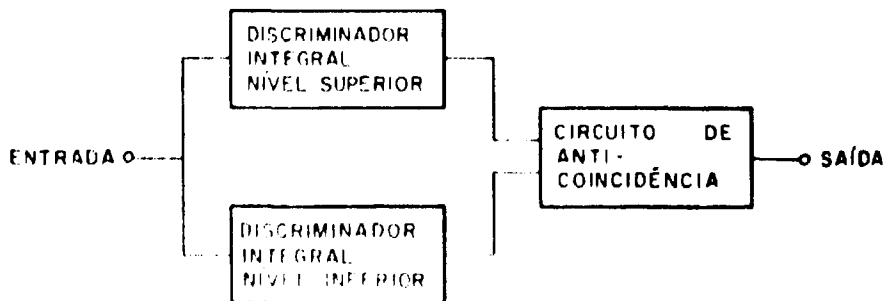 DISCRIMINADOR
INTEGRAL
NÍVEL SUPERIOR
ENTRADA
CIRCUITO DE
ANTI-
COINCIDÊNCIA
SAÍDA
DISCRIMINADOR
INTEGRAL
NÍVEL INFERIOR